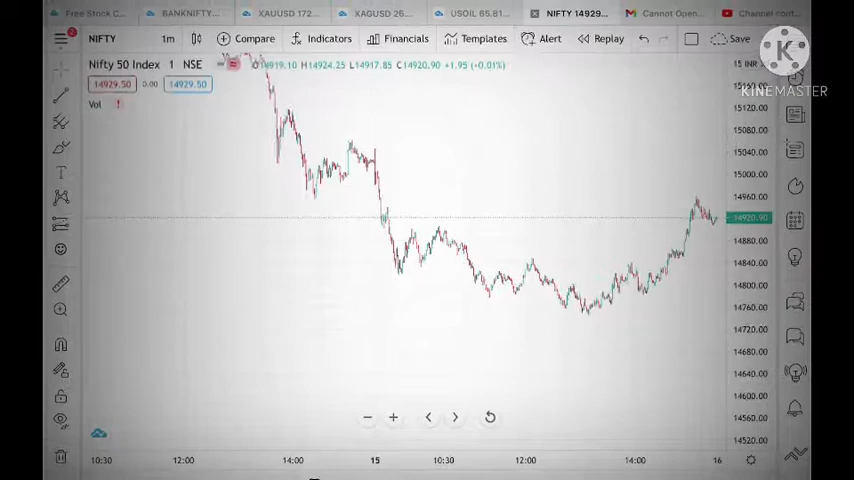 Free Stock C...
BANKNIFTY...
XAUUSD 172...
XAGUSD 26...
USOIL 65.81...
NIFTY 14929...
Cannot Open...
Channel cont...
2
NIFTY
1m
Compare
Indicators
Financials
Templates
Alert
Replay
Save
Nifty 50 Index 1 NSE
14919.10 H14924.25 L14917.85 C14920.90 +1.95 (+0.01%)
14929.50 0.00 14929.50
Vol !
K
KINEMASTER
15 INR
15120.00
15080.00
15040.00
15000.00
14960.00
14920.90
14880.00
14840.00
14800.00
14760.00
14720.00
14680.00
14640.00
14600.00
14560.00
14520.00
10:30 12:00 14:00 15 10:30 12:00 14:00 16